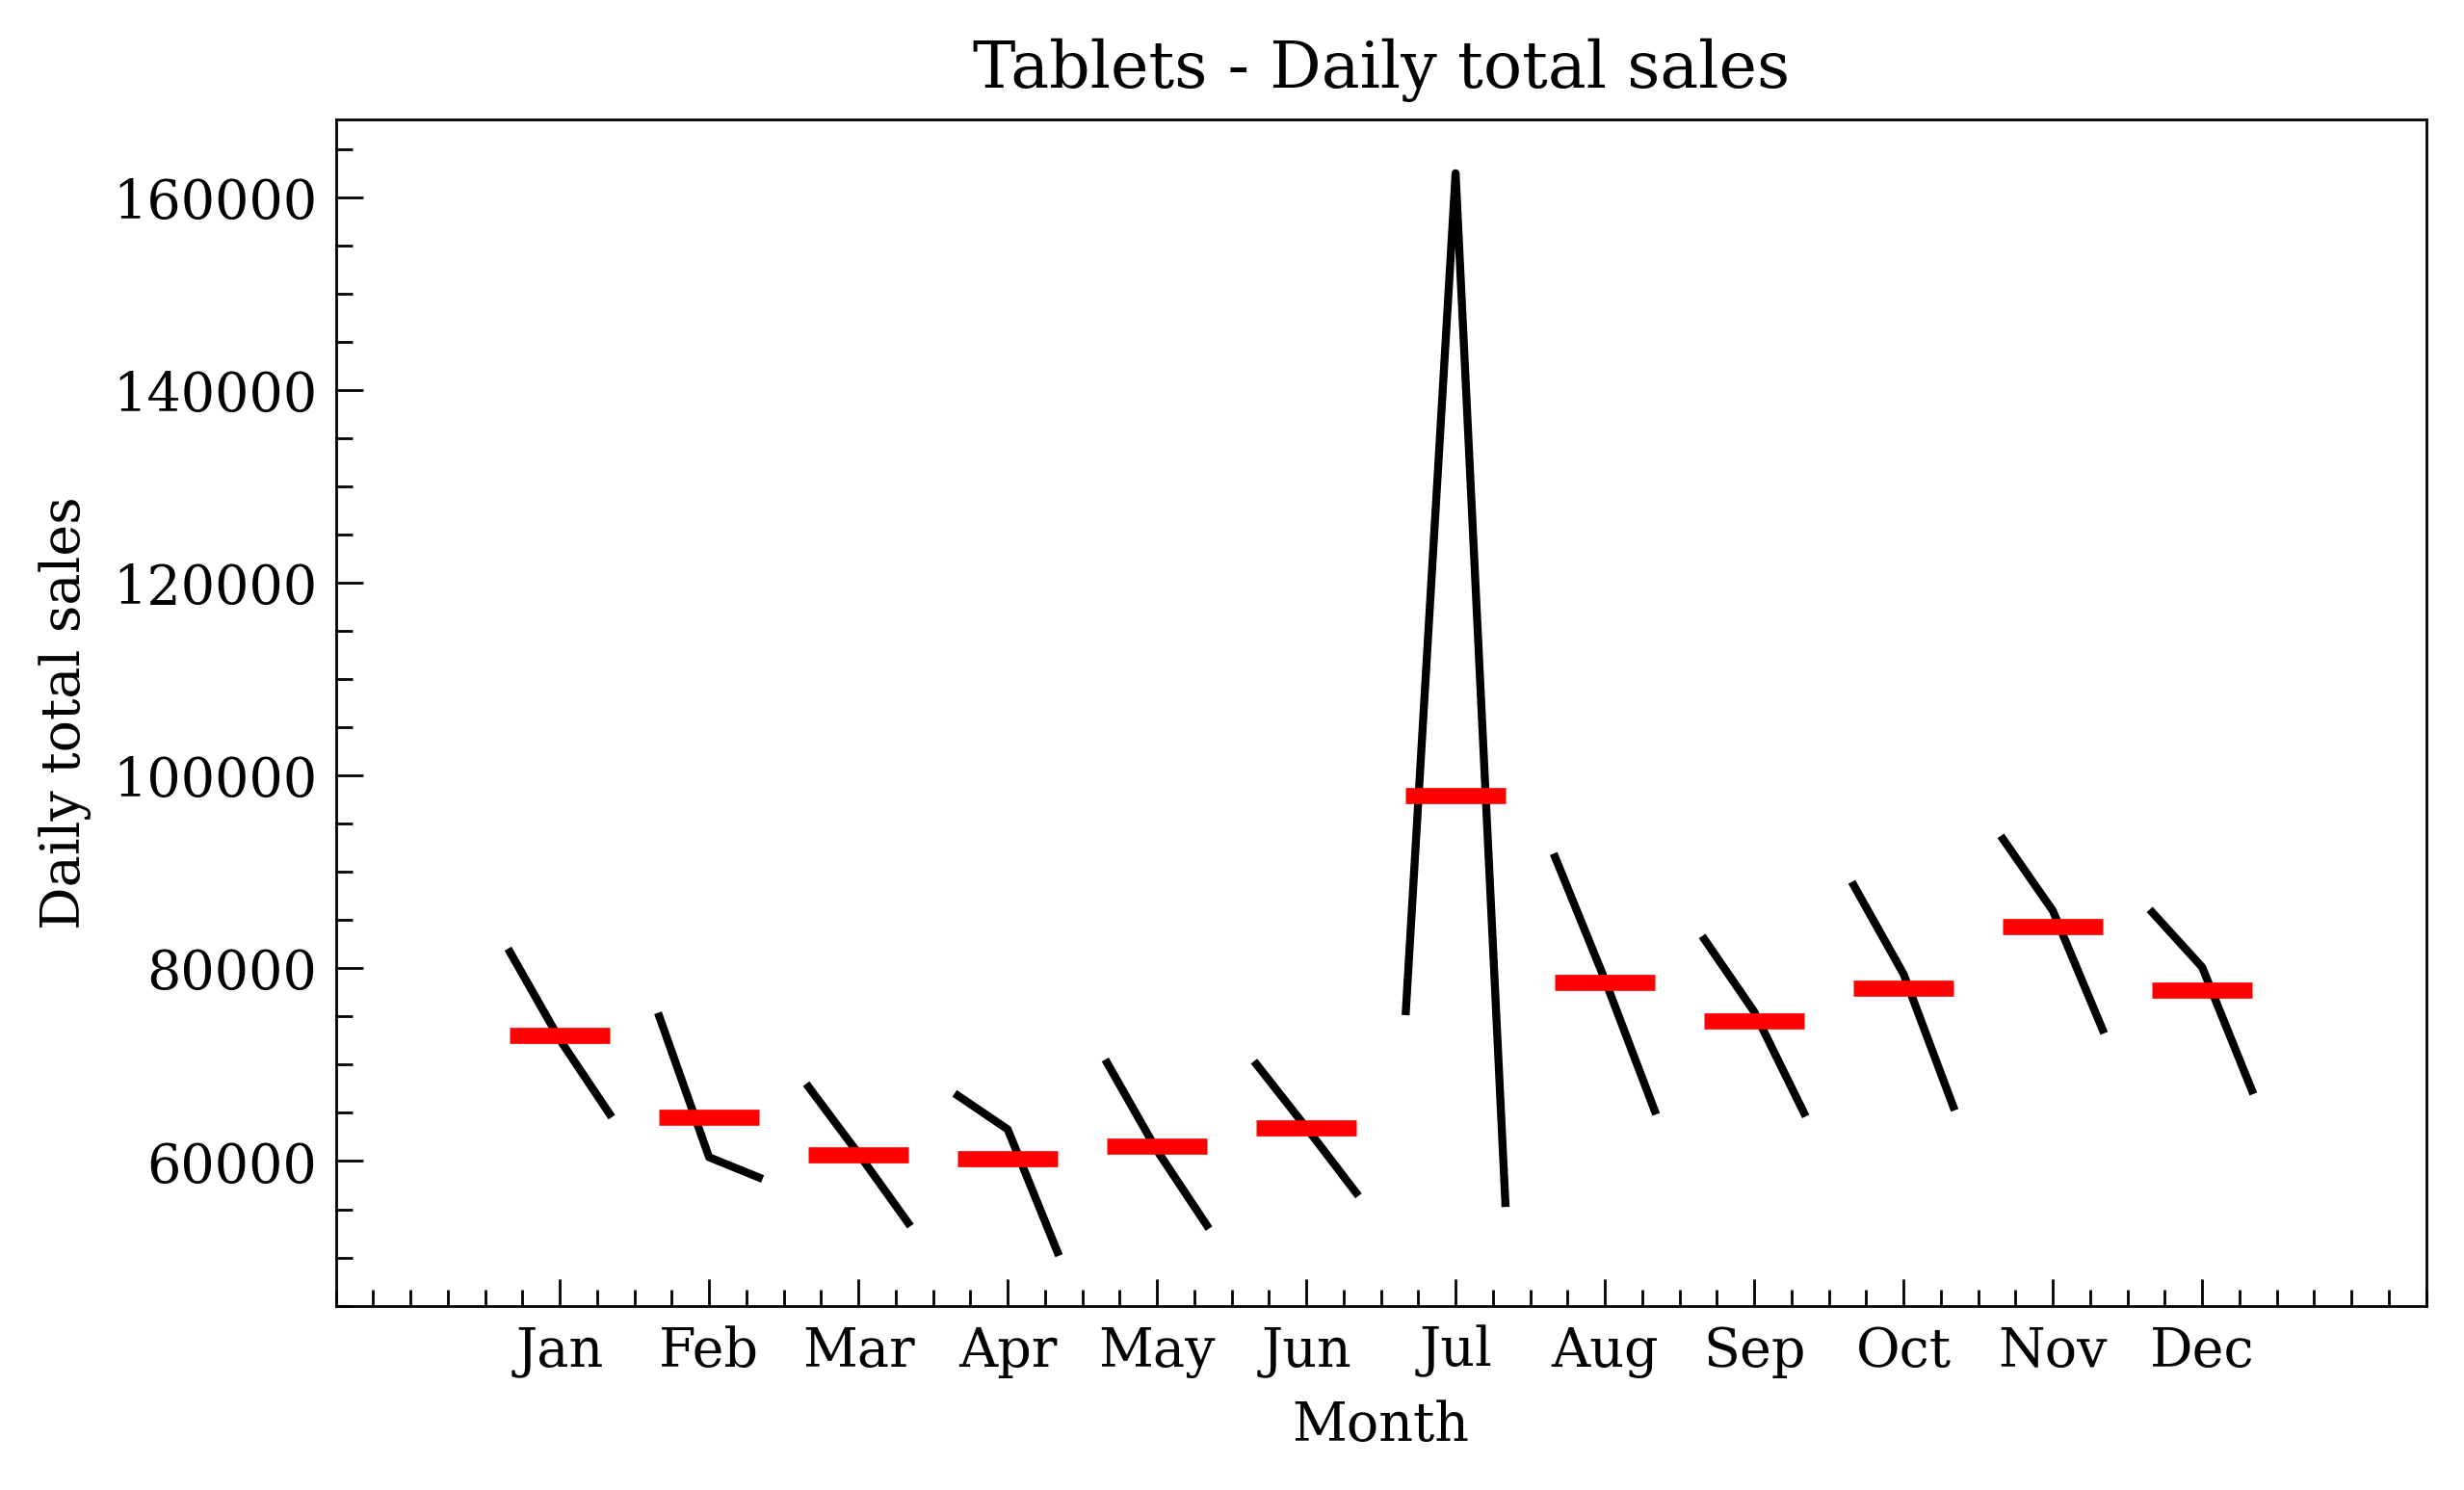 Tablets - Daily total sales
Daily total sales
160000
140000
120000
100000
80000
60000
Jan Feb Mar Apr May Jun Jul Aug Sep Oct Nov Dec
Month